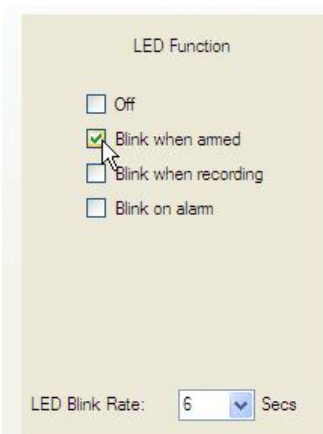 LED Function
Off
Blink when armed
Blink when recording
Blink on alarm
LED Blink Rate: 6 Secs